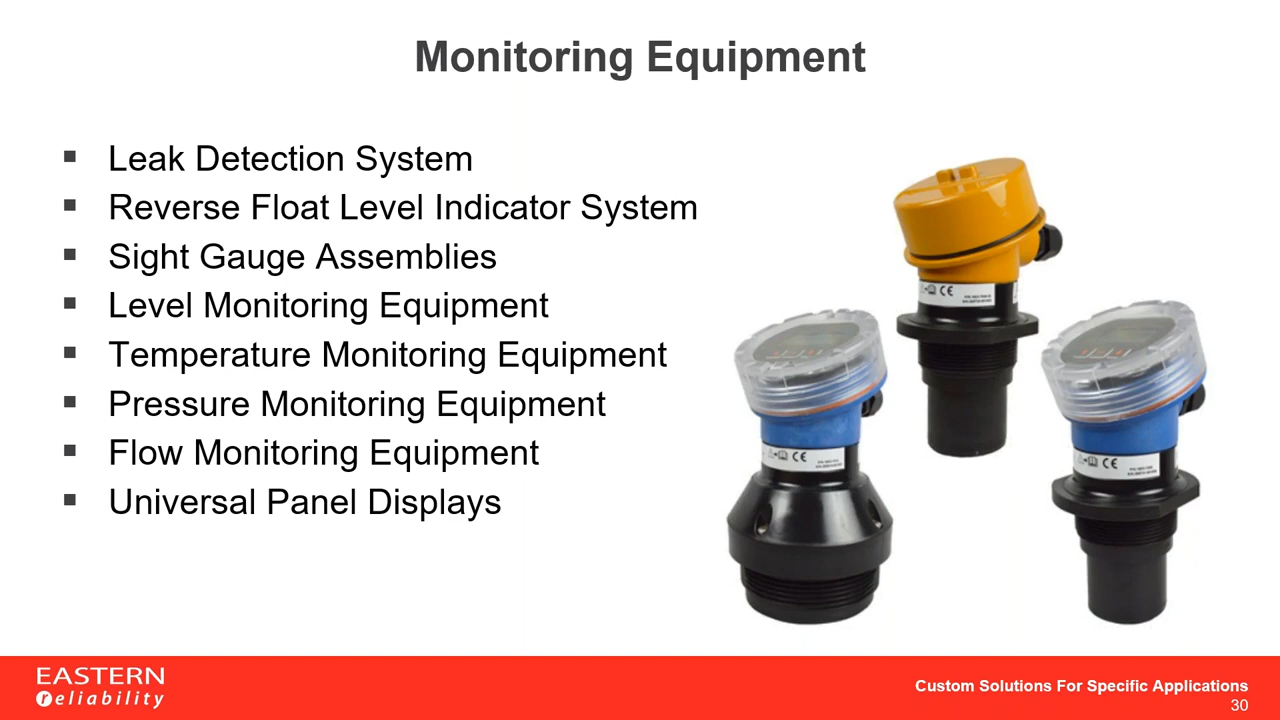 Monitoring Equipment
▪ Leak Detection System
▪ Reverse Float Level Indicator System
▪ Sight Gauge Assemblies
▪ Level Monitoring Equipment
▪ Temperature Monitoring Equipment
▪ Pressure Monitoring Equipment
▪ Flow Monitoring Equipment
▪ Universal Panel Displays
CE
CE
CE
EASTERN
reliability
Custom Solutions For Specific Applications
30